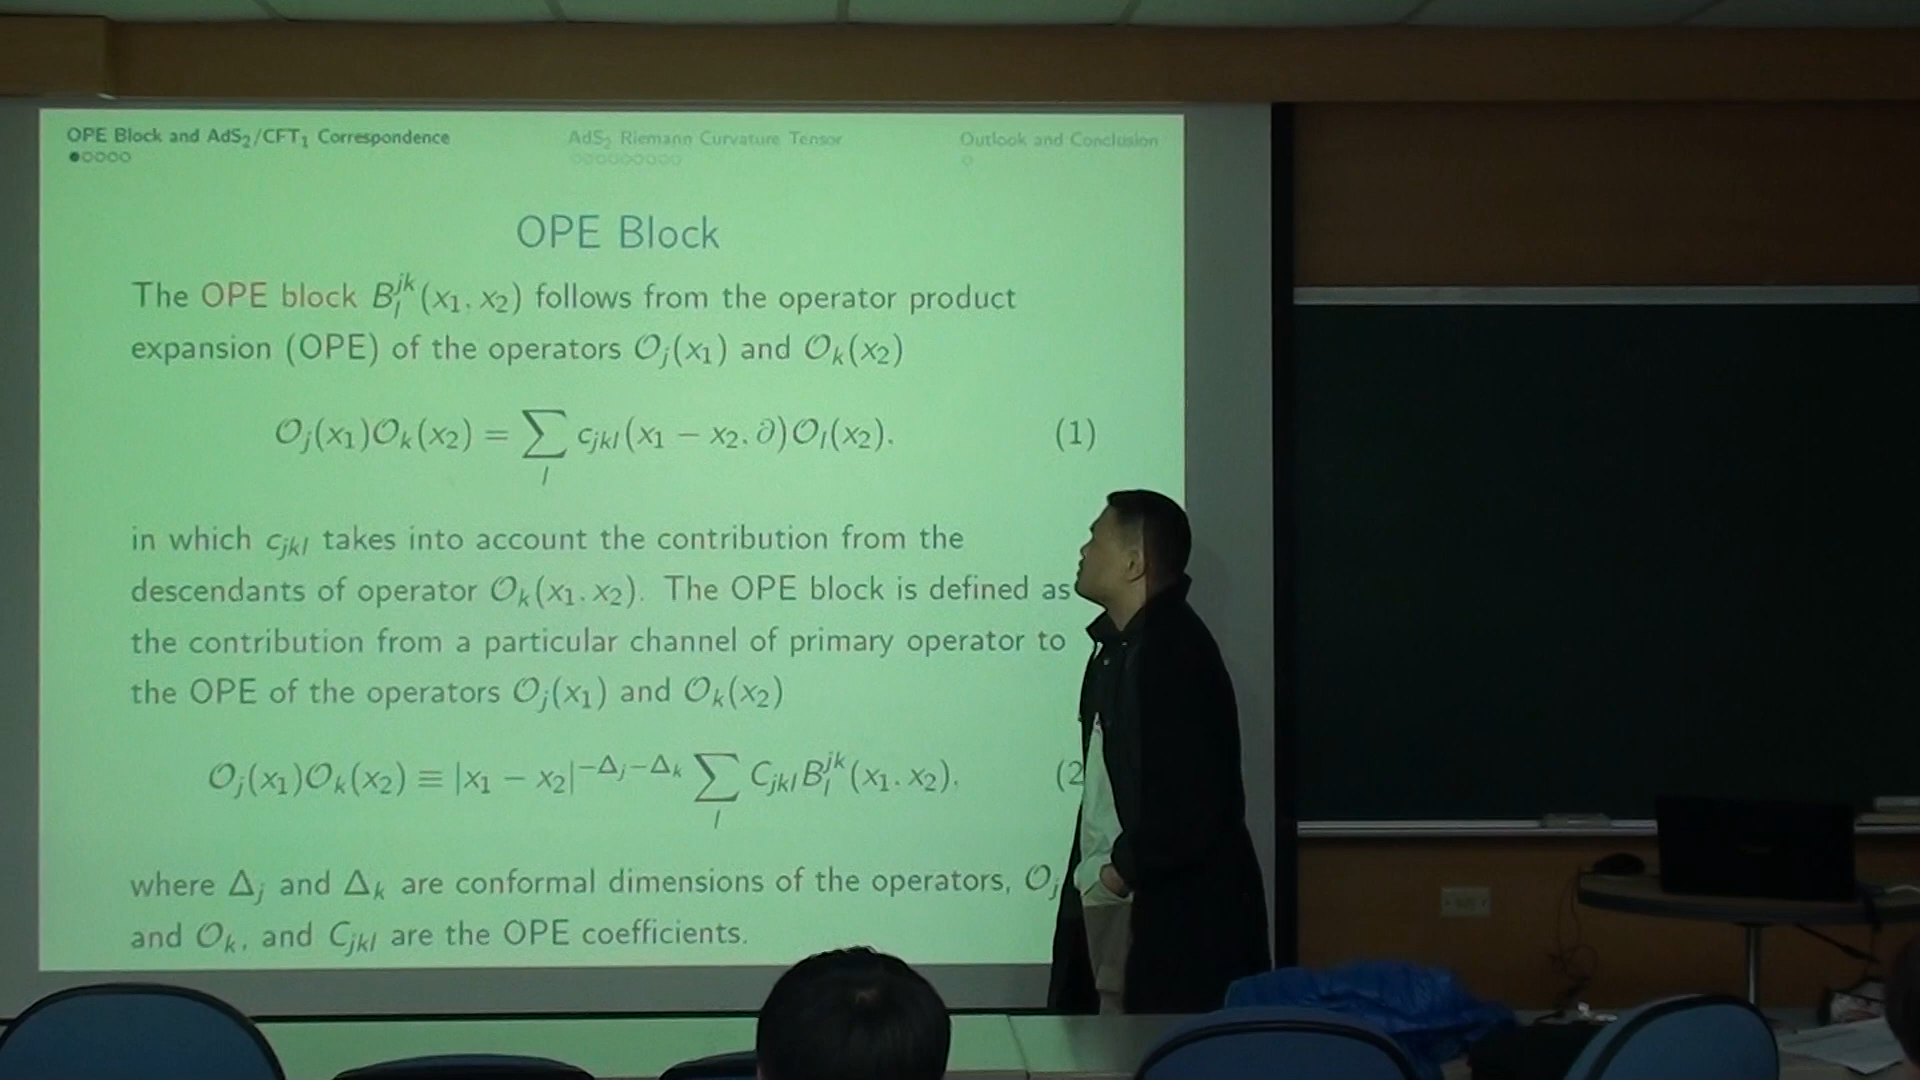 OPE Block and AdS₂/CFT₁ Correspondence AdS₂ Riemann Curvature Tensor Outlook and Conclusion
OPE Block
The OPE block B_l^{jk}(x₁, x₂) follows from the operator product
expansion (OPE) of the operators 𝒪_j(x₁) and 𝒪_k(x₂)
𝒪_j(x₁)𝒪_k(x₂) = ∑_l c_{jkl}(x₁ − x₂, ∂)𝒪_l(x₂), (1)
in which c_{jkl} takes into account the contribution from the
descendants of operator 𝒪_k(x₁, x₂). The OPE block is defined as
the contribution from a particular channel of primary operator to
the OPE of the operators 𝒪_j(x₁) and 𝒪_k(x₂)
𝒪_j(x₁)𝒪_k(x₂) ≡ |x₁ − x₂|^{−Δ_j−Δ_k} ∑_l C_{jkl} B_l^{jk}(x₁, x₂), (2
where Δ_j and Δ_k are conformal dimensions of the operators, 𝒪_j
and 𝒪_k, and C_{jkl} are the OPE coefficients.